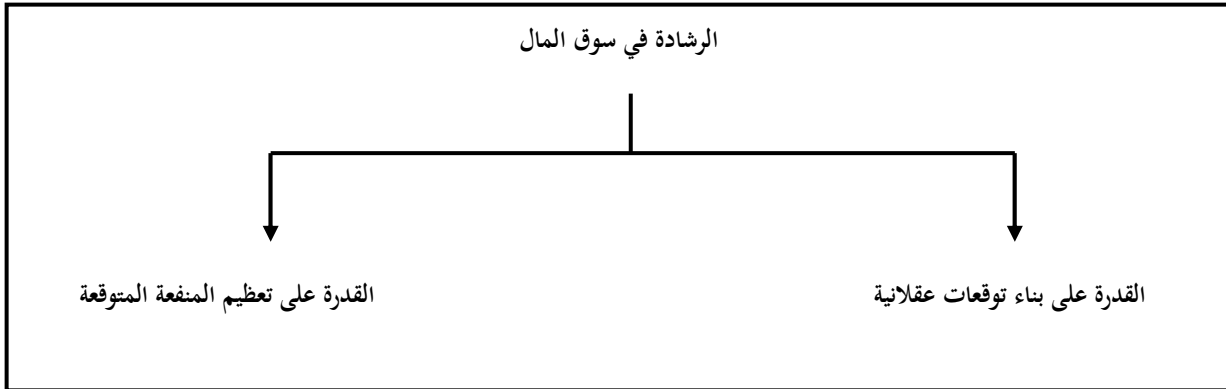 الرشادة في سوق المال
القدرة على بناء توقعات عقلانية
القدرة على تعظيم المنفعة المتوقعة